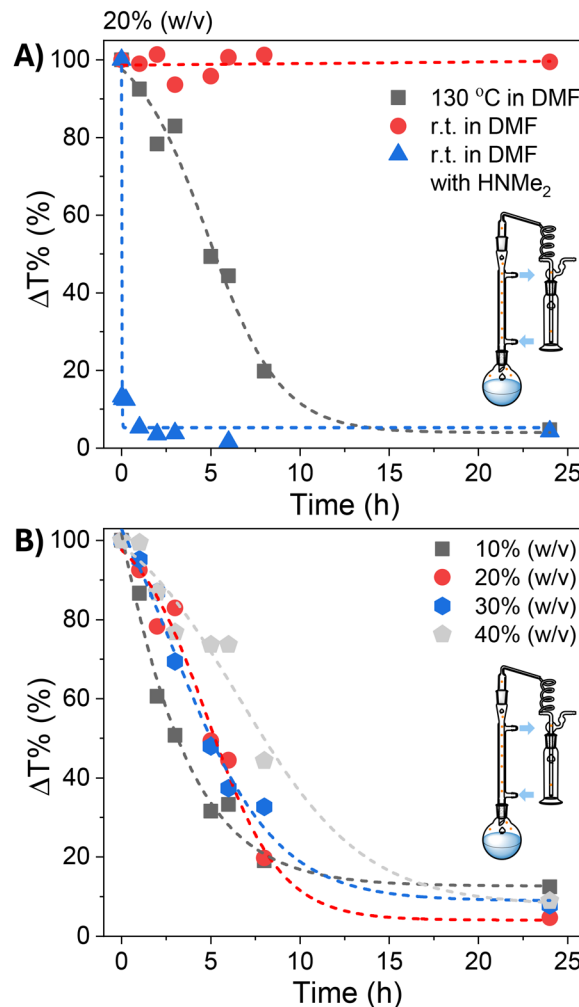 20% (w/v)
A)
100
80
60
40
20
0
ΔT% (%)
130 °C in DMF
r.t. in DMF
r.t. in DMF
with HNMe₂
0 5 10 15 20 25
Time (h)
B)
100
80
60
40
20
0
ΔT% (%)
10% (w/v)
20% (w/v)
30% (w/v)
40% (w/v)
0 5 10 15 20 25
Time (h)